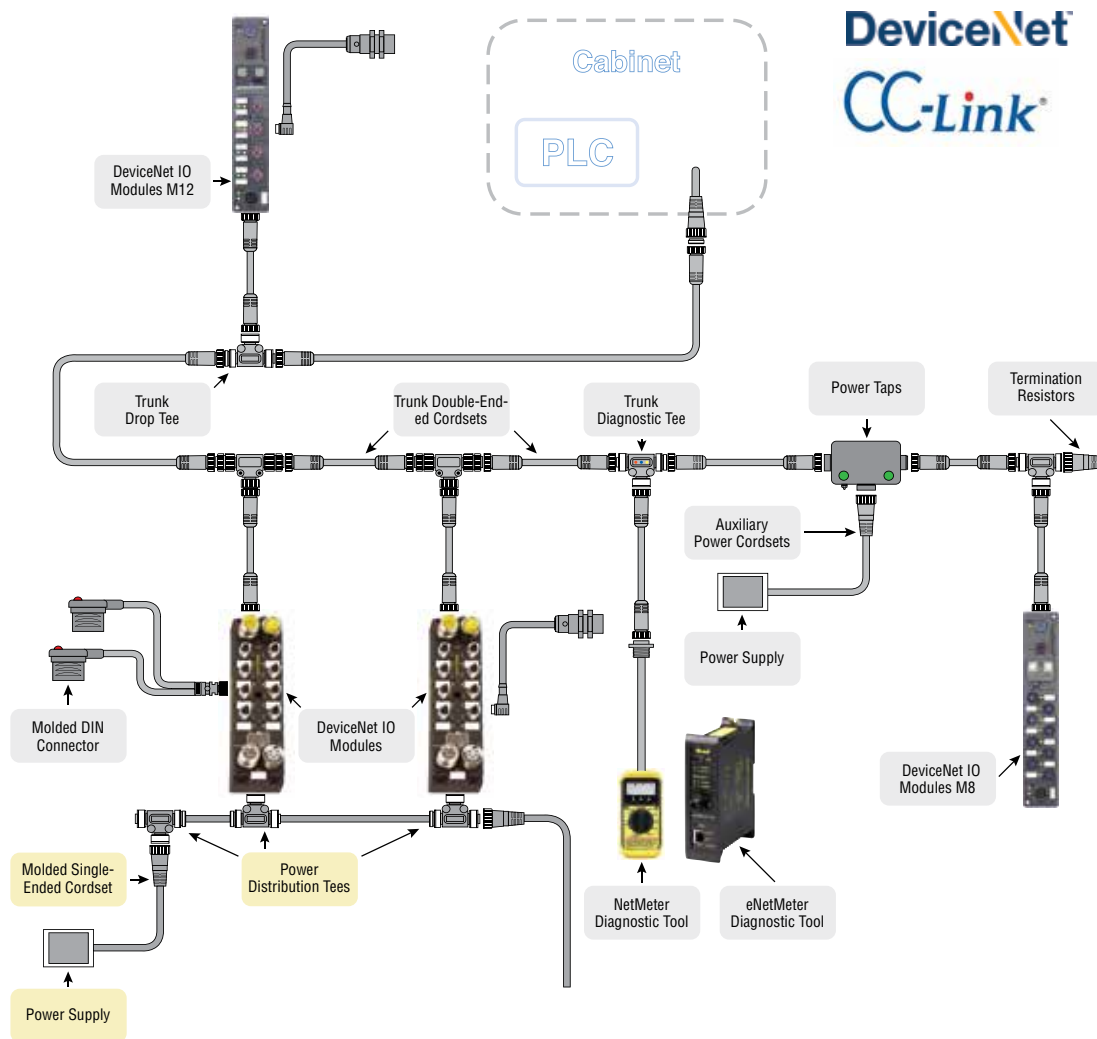 DeviceNet
Cabinet
CC-Link
PLC
DeviceNet IO
Modules M12
Trunk
Drop Tee
Trunk Double-End-
ed Cordsets
Trunk
Diagnostic Tee
Power Taps
Termination
Resistors
Auxiliary
Power Cordsets
Power Supply
Molded DIN
Connector
DeviceNet IO
Modules
DeviceNet IO
Modules M8
Molded Single-
Ended Cordset
Power
Distribution Tees
NetMeter
Diagnostic Tool
eNetMeter
Diagnostic Tool
Power Supply